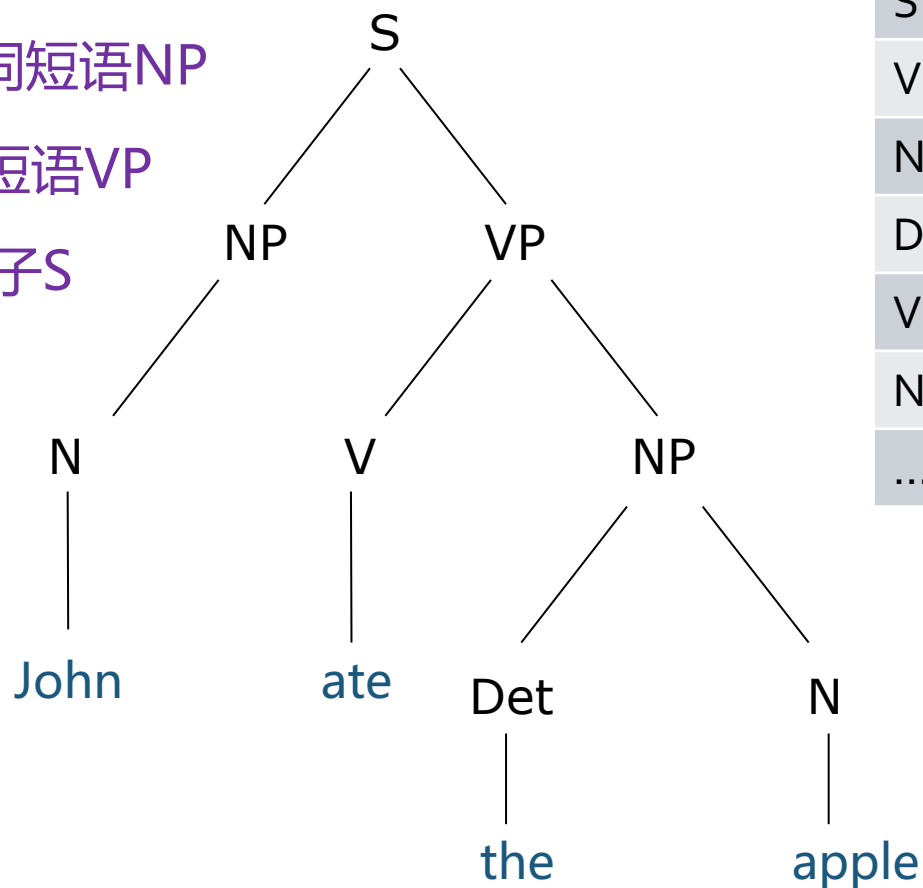 S
词短语NP
短语VP
子S
NP VP
N V NP
John ate Det N
the apple
S
V
N
D
V
N
...